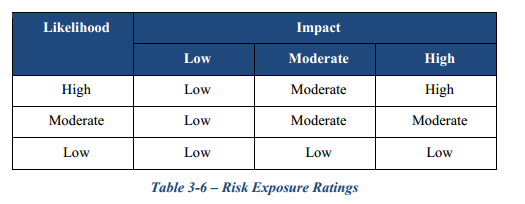 Likelihood Impact
Low Moderate High
High Low Moderate High
Moderate Low Moderate Moderate
Low Low Low Low
Table 3-6 – Risk Exposure Ratings